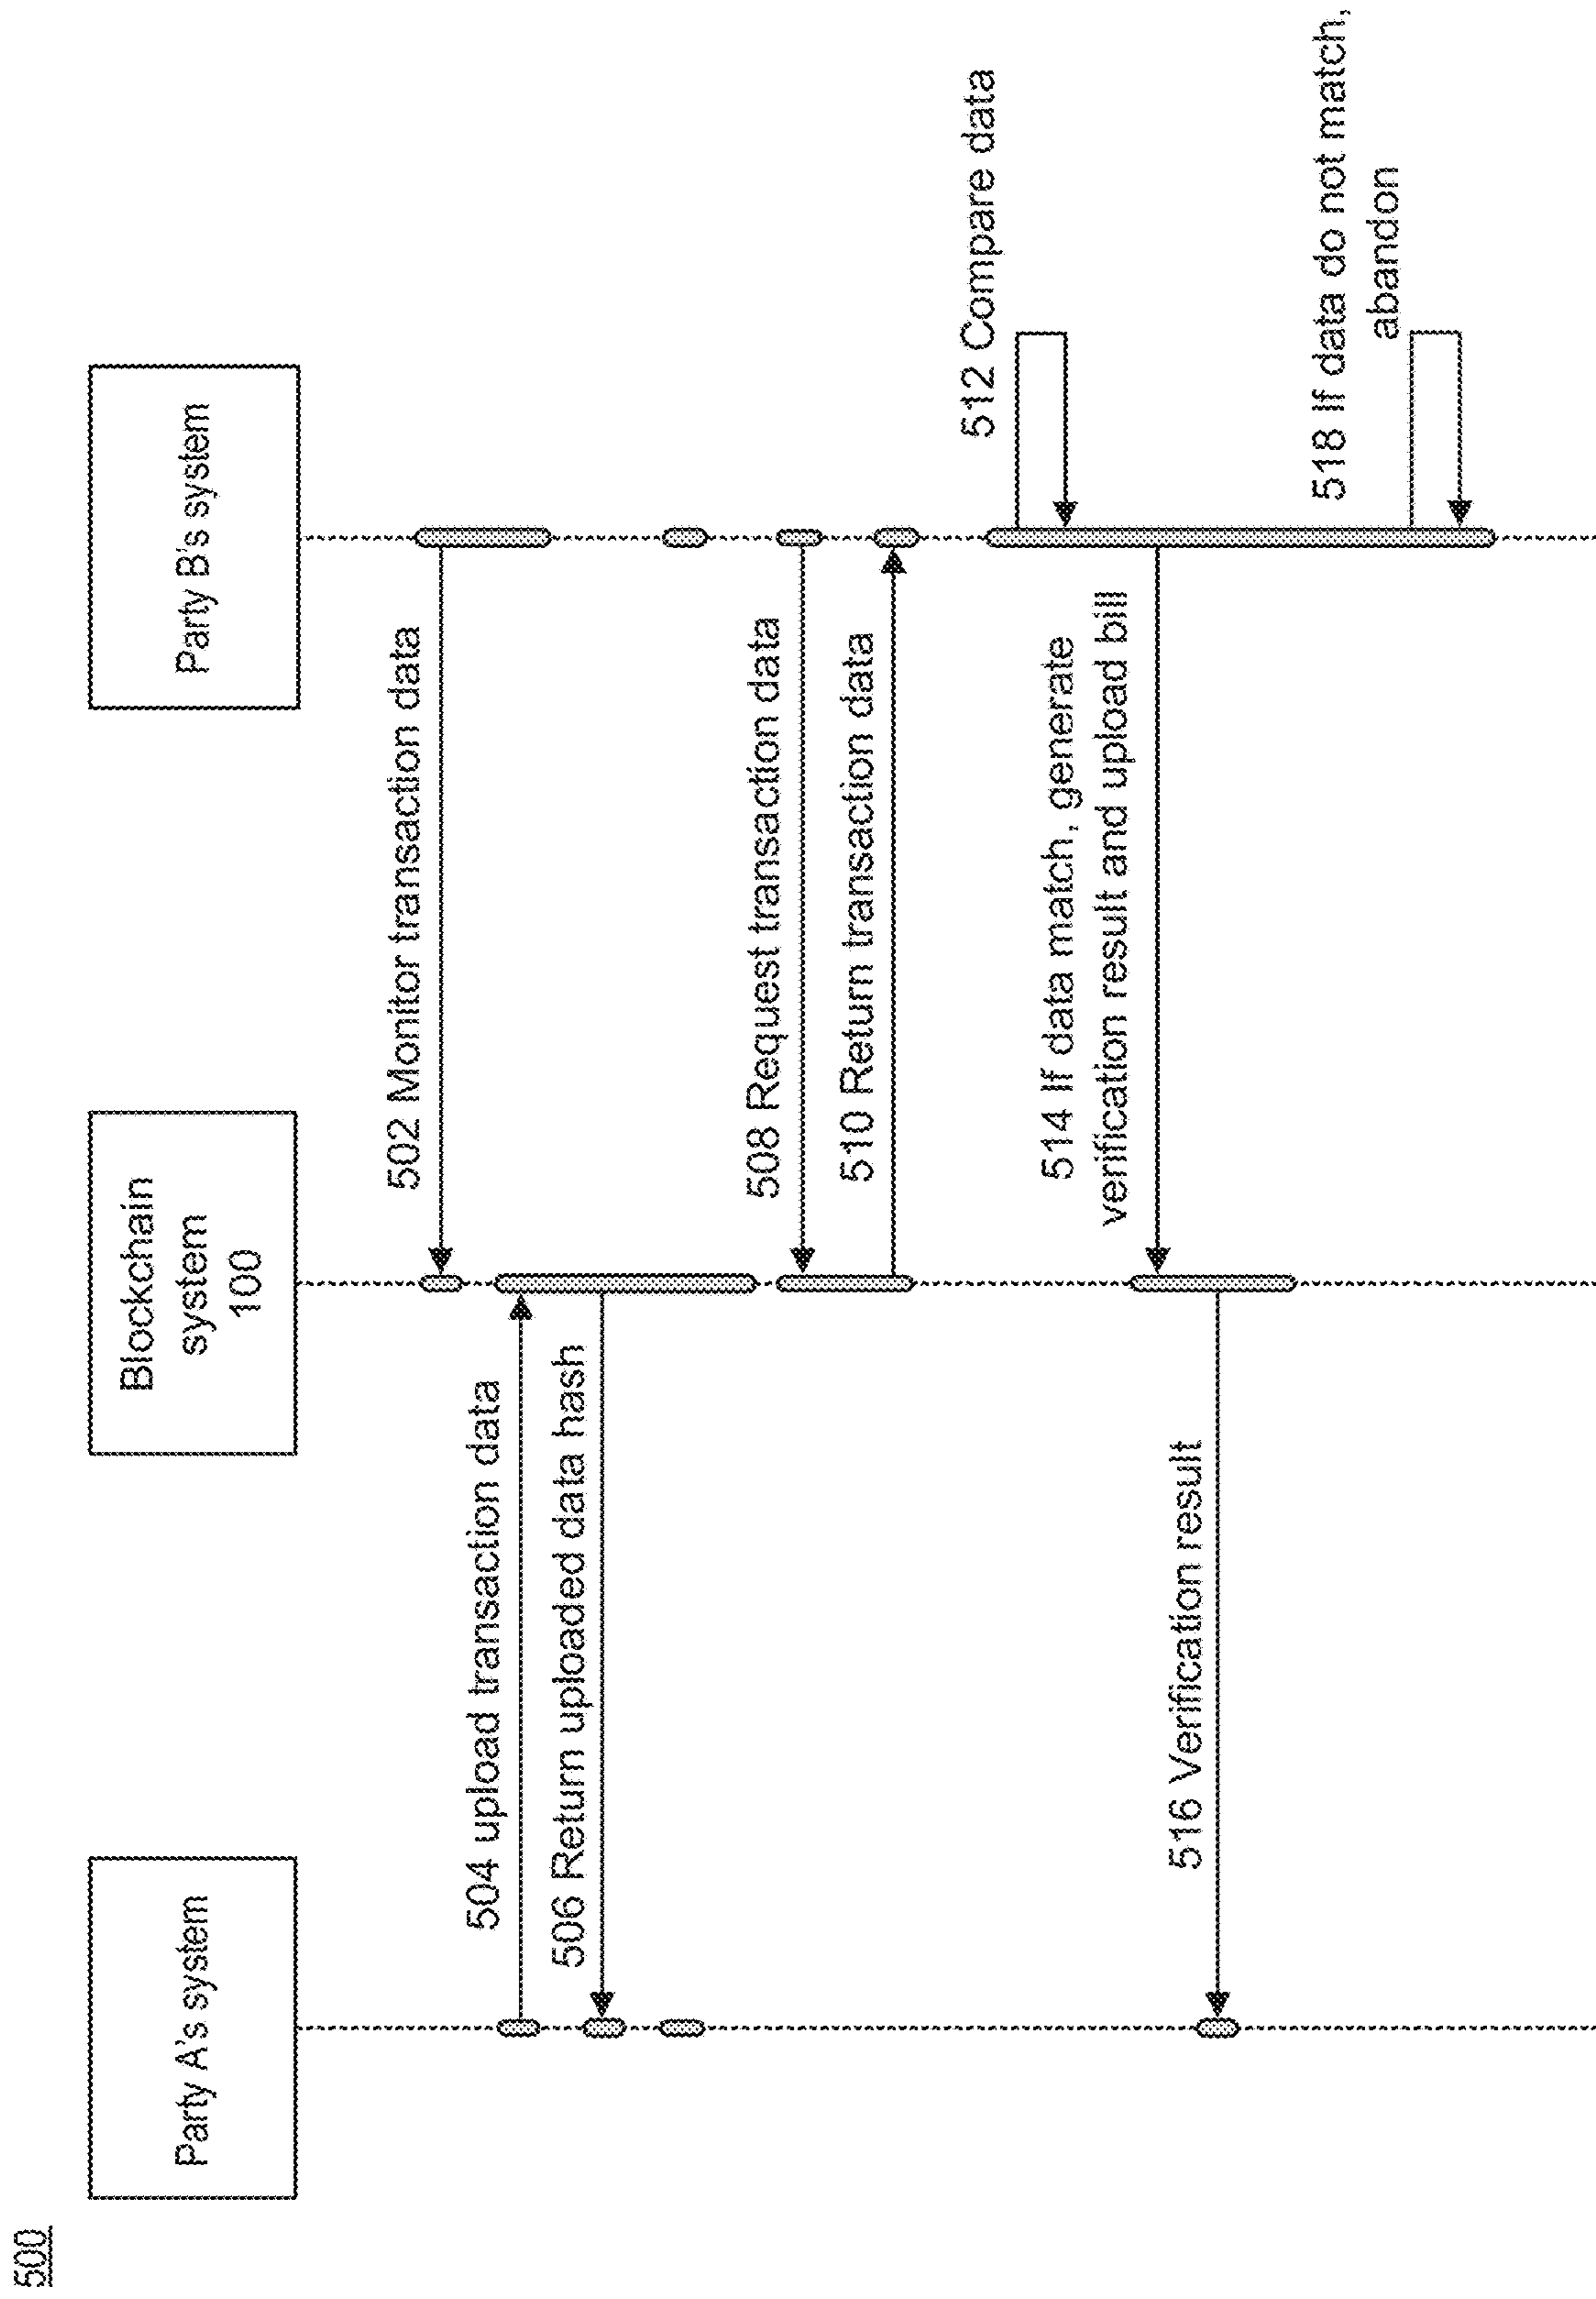 500
Party A's system
Blockchain
system
100
Party B's system
502 Monitor transaction data
504 upload transaction data
506 Return uploaded data hash
508 Request transaction data
510 Return transaction data
512 Compare data
514 If data match, generate
verification result and upload bill
516 Verification result
518 If data do not match,
abandon